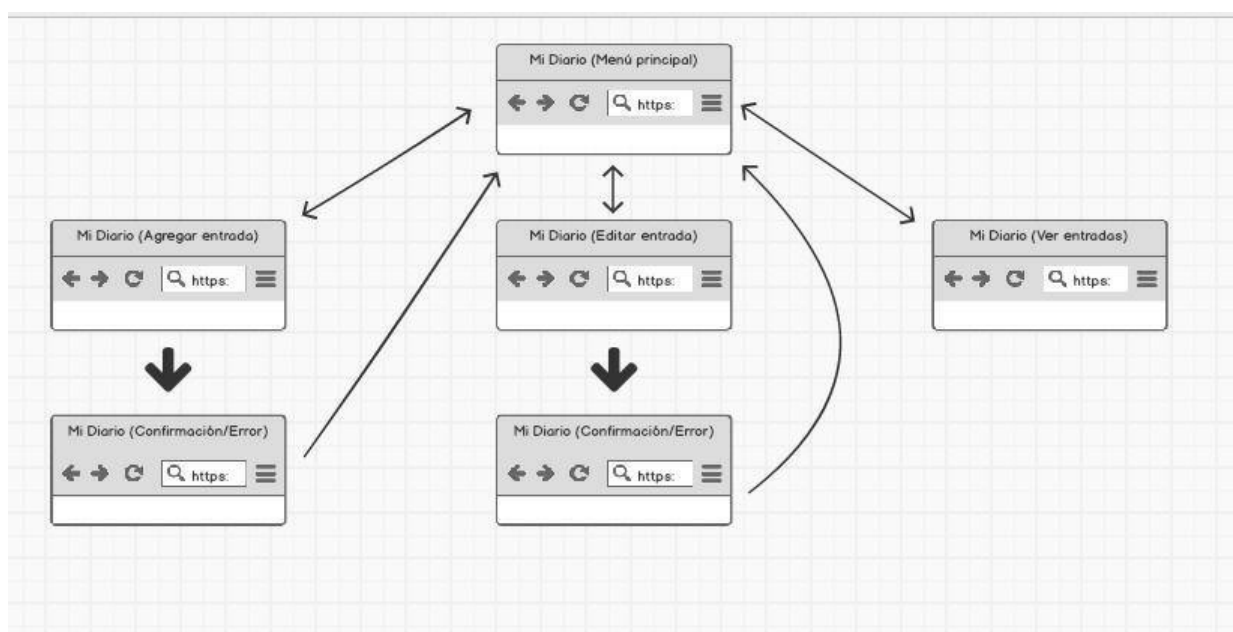 Mi Diario (Menú principal)
https:
Mi Diario (Agregar entrada)
https:
Mi Diario (Editar entrada)
https:
Mi Diario (Ver entradas)
https:
Mi Diario (Confirmación/Error)
https:
Mi Diario (Confirmación/Error)
https: